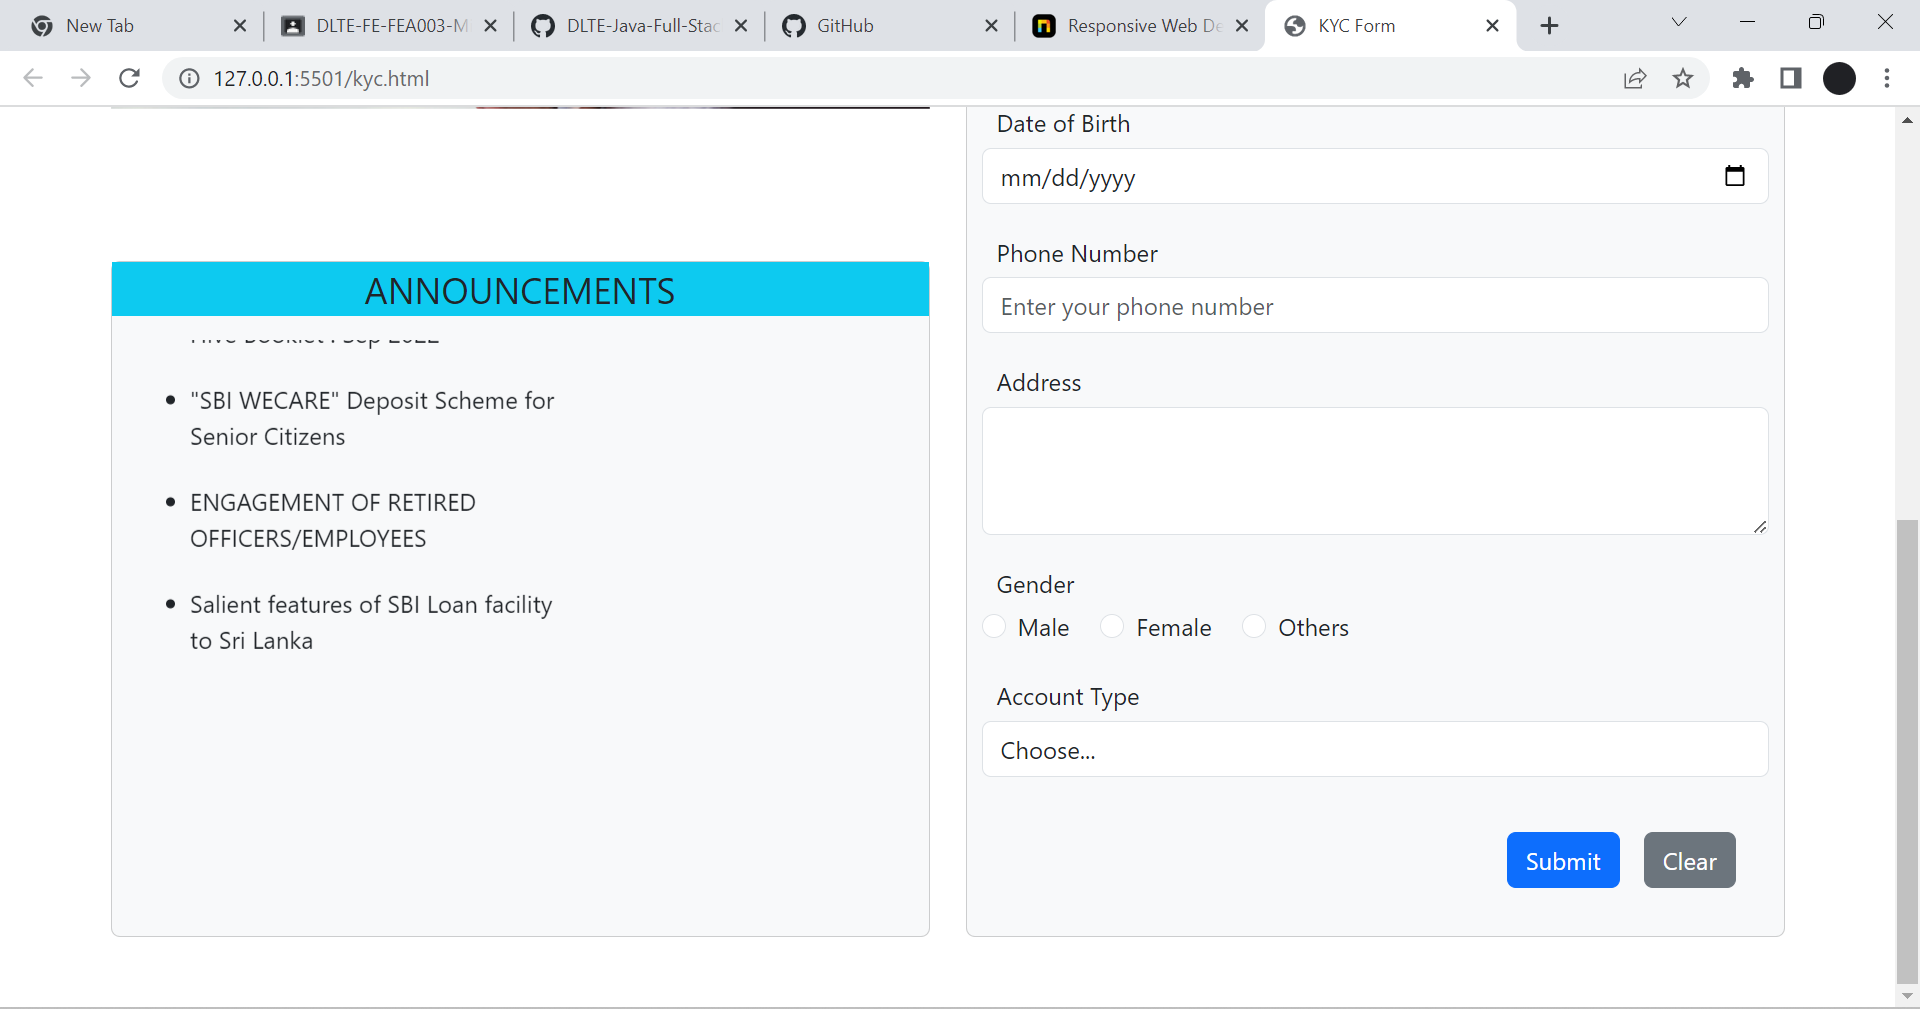 New Tab
DLTE-FE-FEA003-M
DLTE-Java-Full-Stac
GitHub
Responsive Web De
KYC Form
127.0.0.1:5501/kyc.html
ANNOUNCEMENTS
"SBI WECARE" Deposit Scheme for
Senior Citizens
ENGAGEMENT OF RETIRED
OFFICERS/EMPLOYEES
Salient features of SBI Loan facility
to Sri Lanka
Date of Birth
mm/dd/yyyy
Phone Number
Enter your phone number
Address
Gender
Male
Female
Others
Account Type
Choose...
Submit
Clear